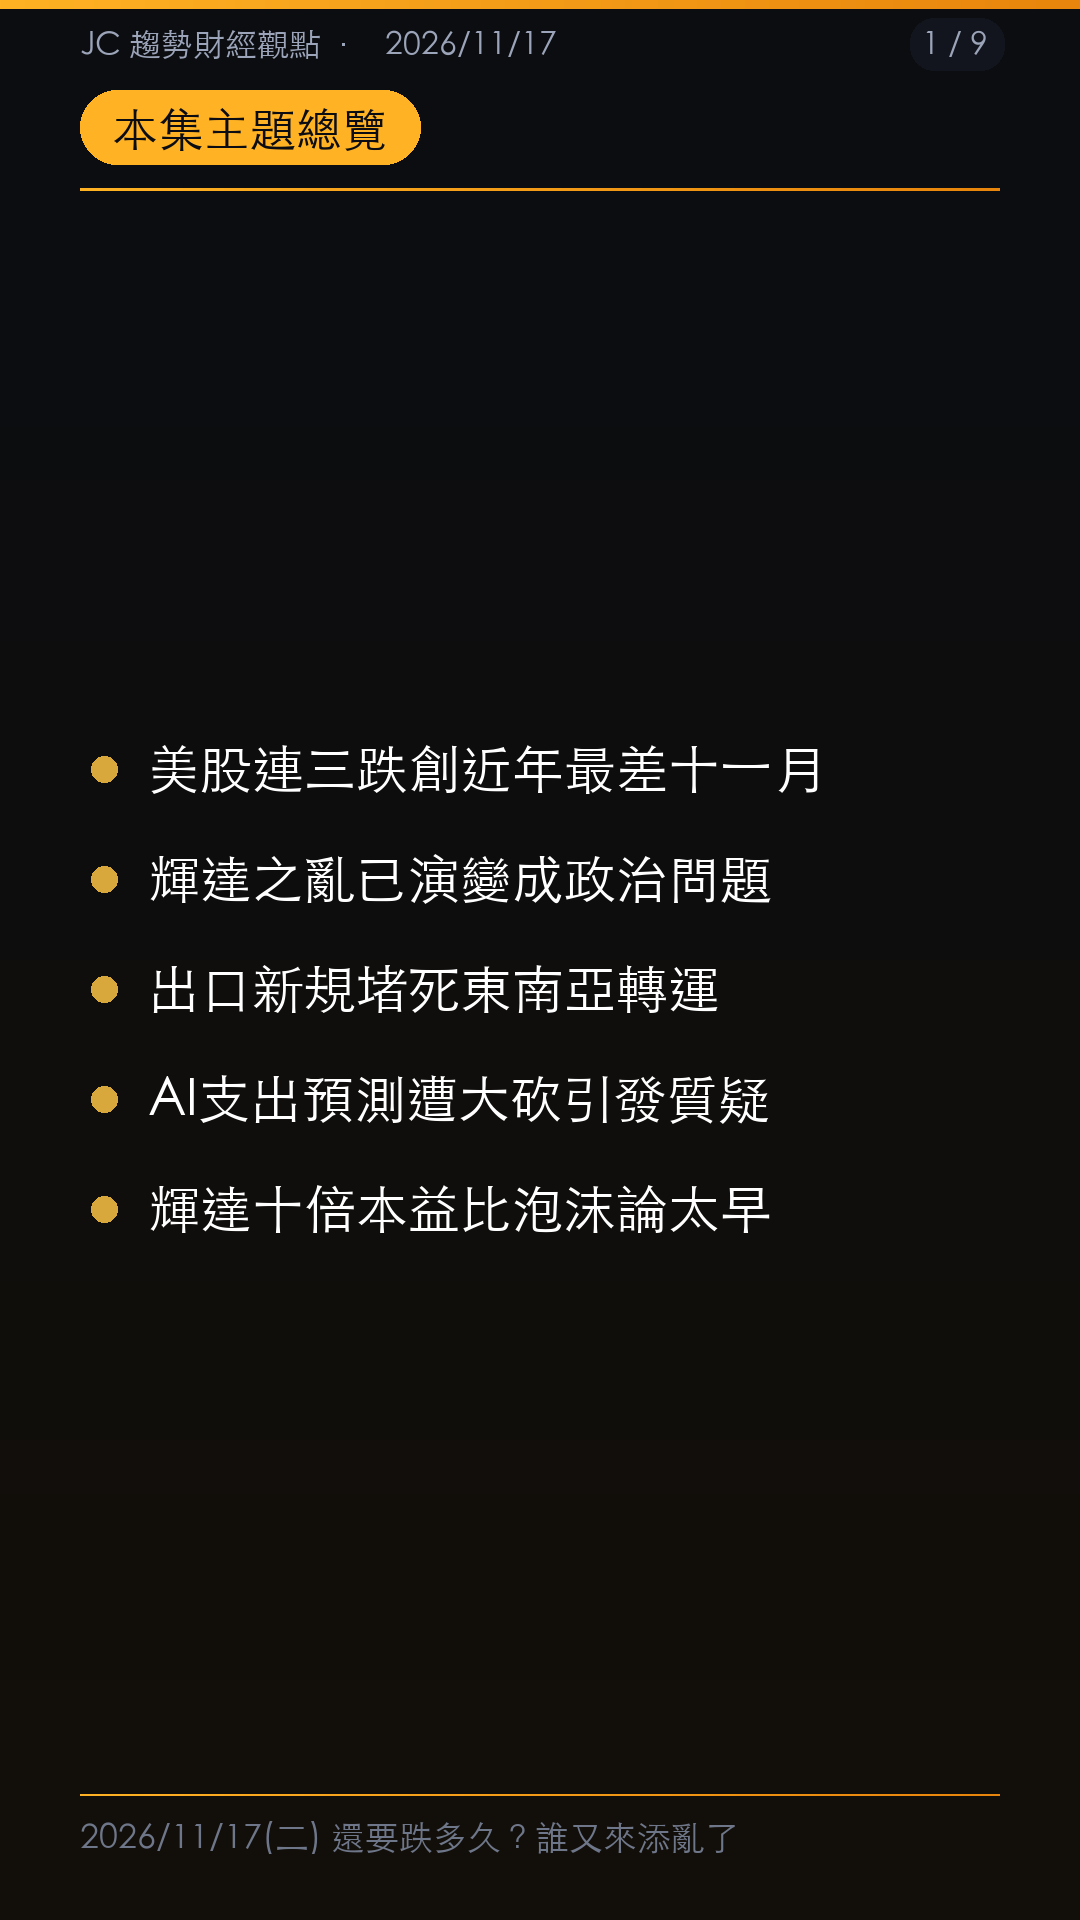 JC 趨勢財經觀點 · 2026/11/17
1 / 9
本集主題總覽
美股連三跌創近年最差十一月
輝達之亂已演變成政治問題
出口新規堵死東南亞轉運
AI支出預測遭大砍引發質疑
輝達十倍本益比泡沫論太早
2026/11/17(二) 還要跌多久？誰又來添亂了